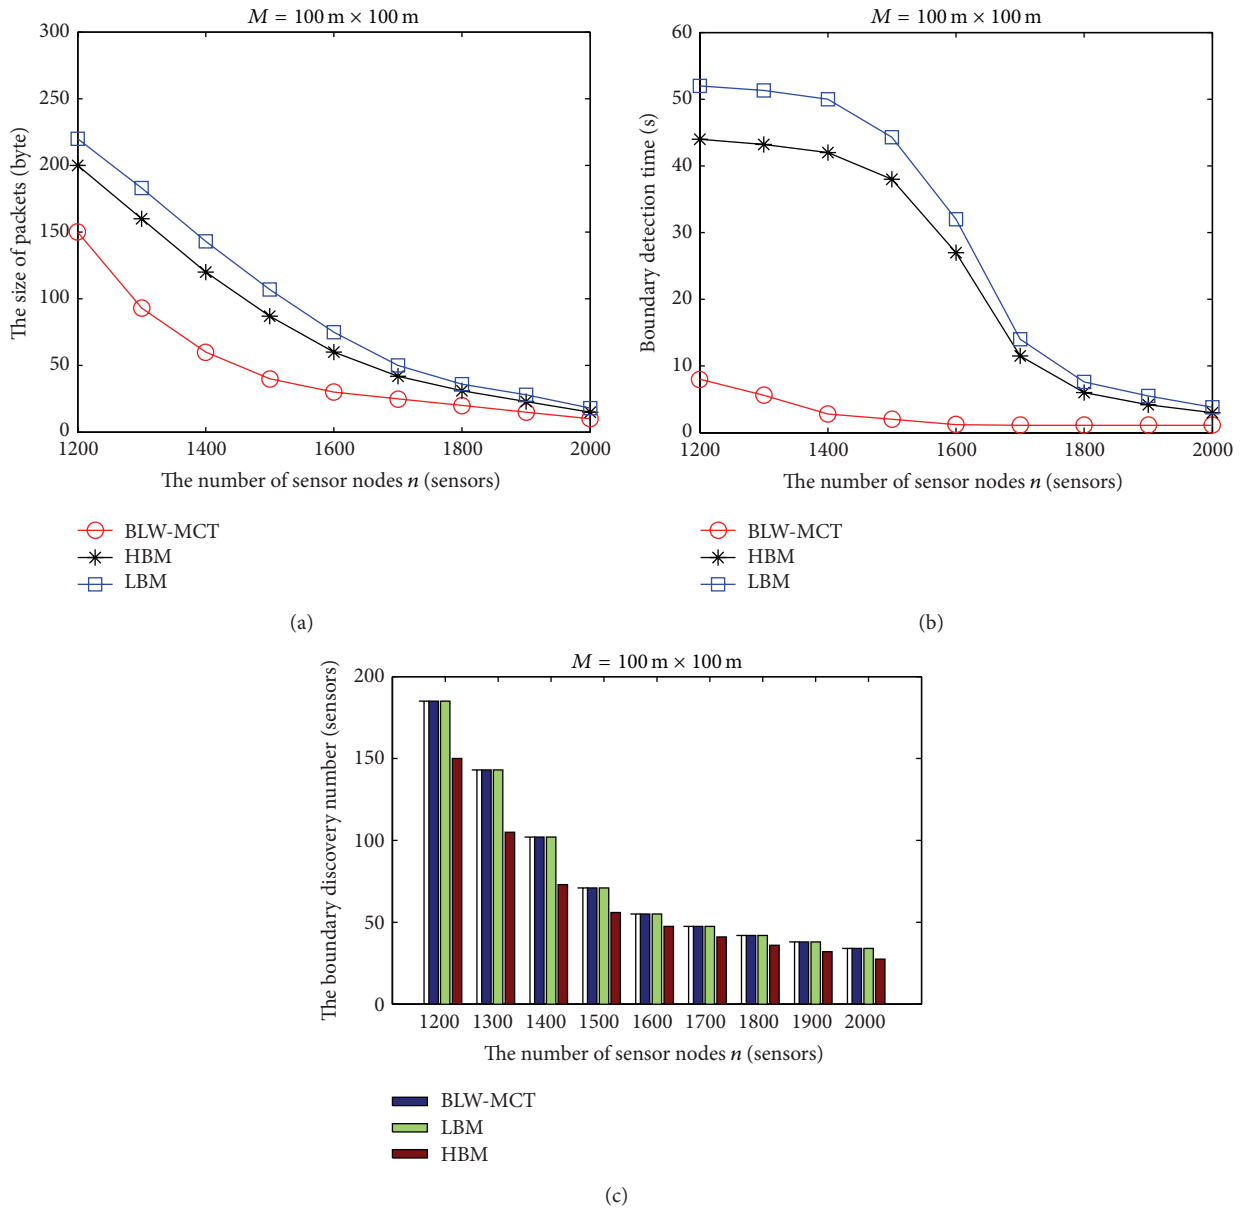 M = 100 m × 100 m
300
250
200
150
100
50
0
The size of packets (byte)
1200 1400 1600 1800 2000
The number of sensor nodes n (sensors)
BLW-MCT
HBM
LBM
(a)
M = 100 m × 100 m
60
50
40
30
20
10
0
Boundary detection time (s)
1200 1400 1600 1800 2000
The number of sensor nodes n (sensors)
BLW-MCT
HBM
LBM
(b)
M = 100 m × 100 m
200
150
100
50
0
The boundary discovery number (sensors)
1200 1300 1400 1500 1600 1700 1800 1900 2000
The number of sensor nodes n (sensors)
BLW-MCT
LBM
HBM
(c)